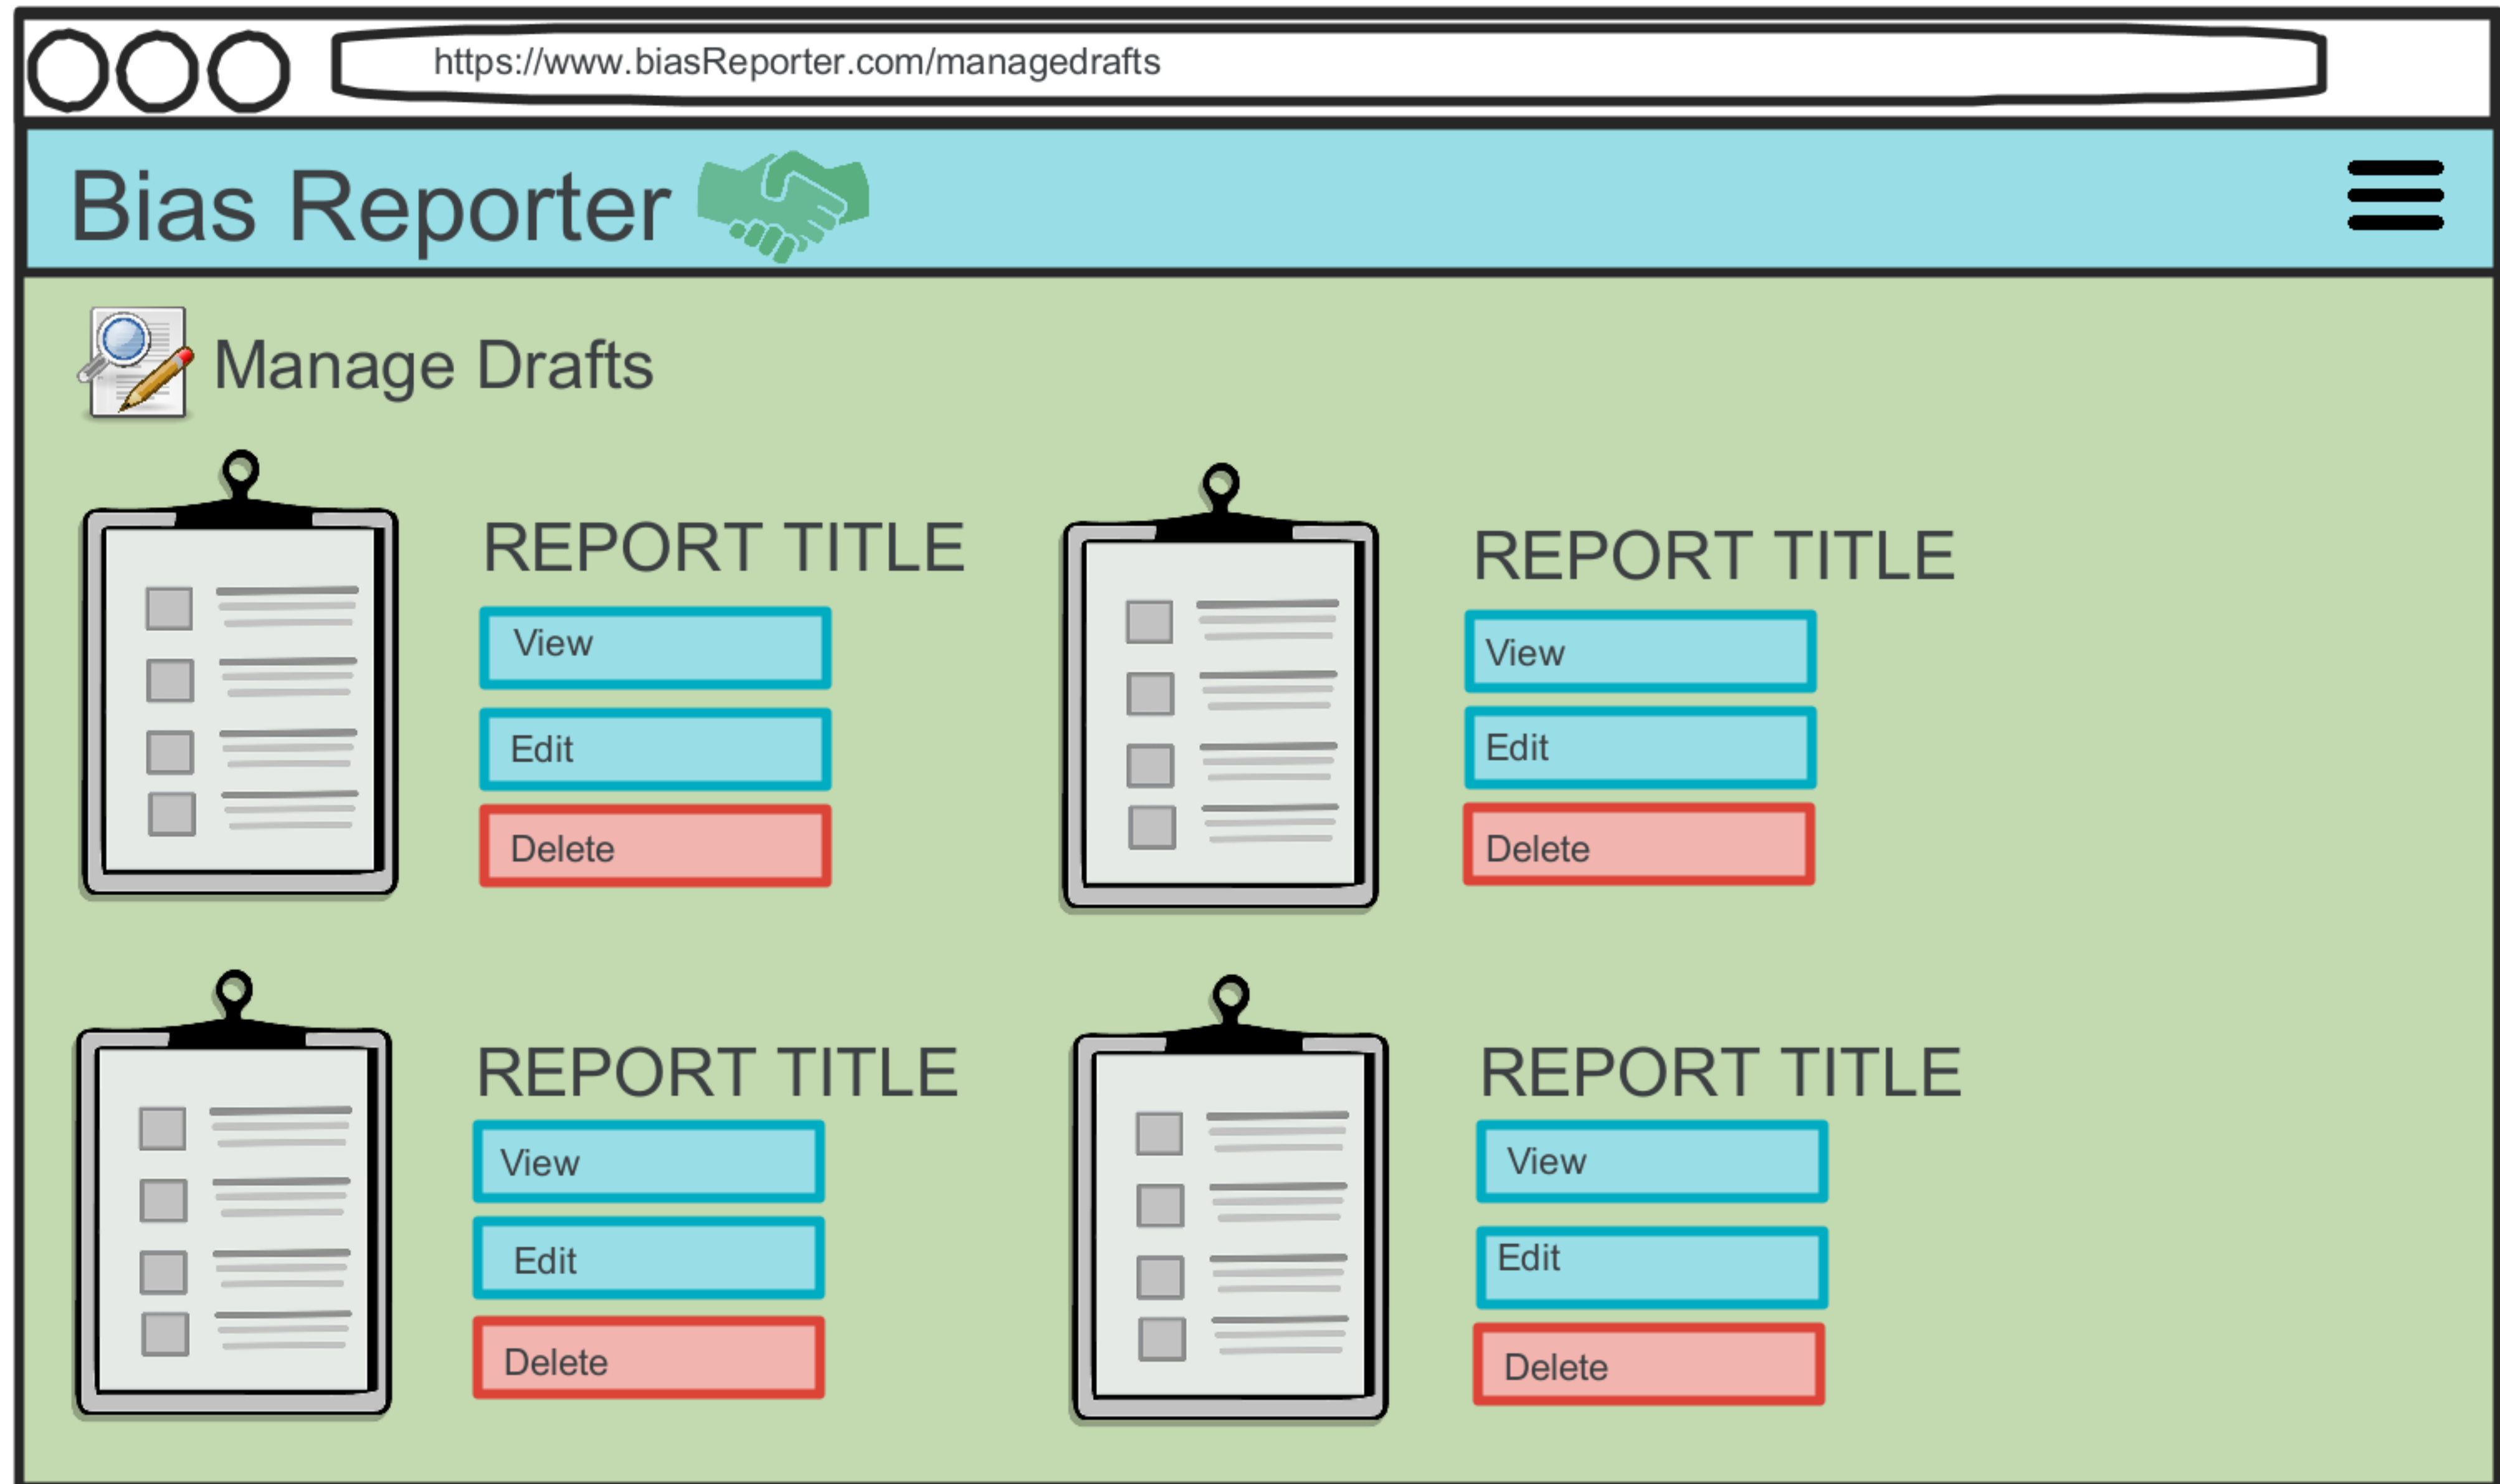 https://www.biasReporter.com/managedrafts
Bias Reporter
Manage Drafts
REPORT TITLE
View
Edit
Delete
REPORT TITLE
View
Edit
Delete
REPORT TITLE
View
Edit
Delete
REPORT TITLE
View
Edit
Delete